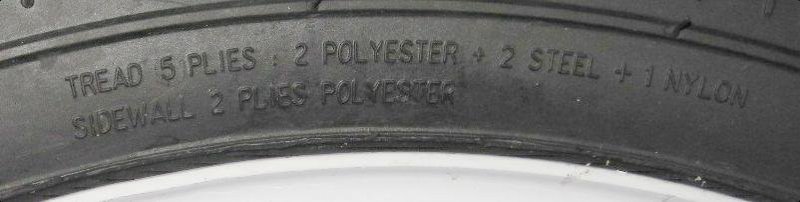 TREAD 5 PLIES : 2 POLYESTER + 2 STEEL + 1 NYLON
SIDEWALL 2 PLIES POLYESTER